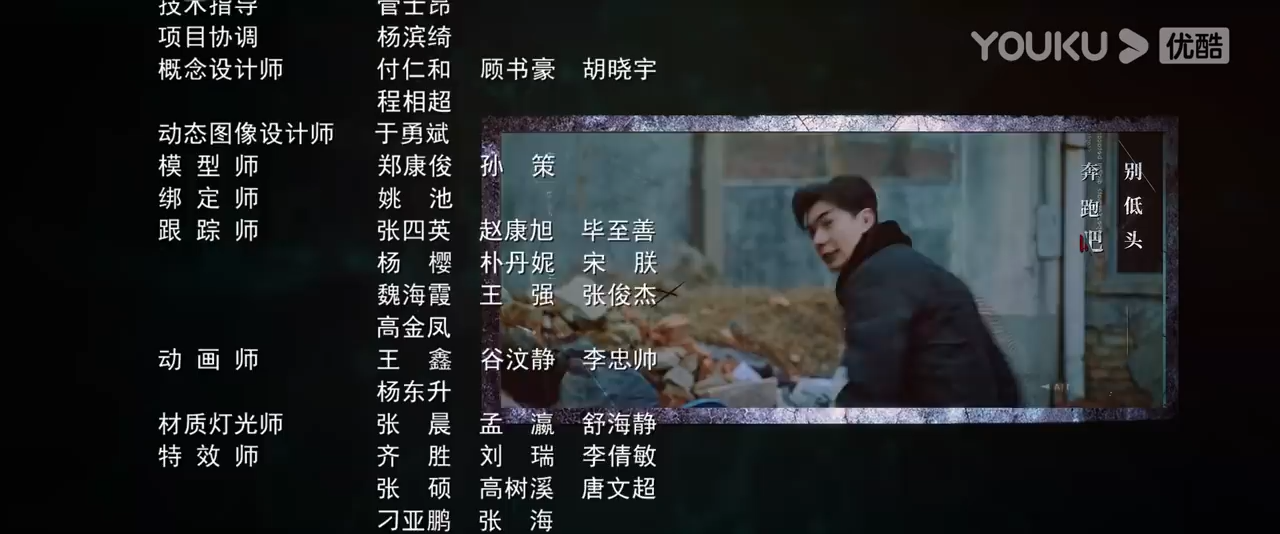 技术指导 管士昂
项目协调 杨滨绮
概念设计师 付仁和 顾书豪 胡晓宇
程相超
动态图像设计师 于勇斌
模型师 郑康俊 孙策
绑定师 姚池
跟踪师 张四英 赵康旭 毕至善
杨樱 朴丹妮 宋朕
魏海霞 王强 张俊杰
高金凤
动画师 王鑫 谷汶静 李忠帅
杨东升
材质灯光师 张晨 孟瀛 舒海静
特效师 齐胜 刘瑞 李倩敏
张硕 高树溪 唐文超
刁亚鹏 张海
YOUKU 优酷
别低头
奔跑吧